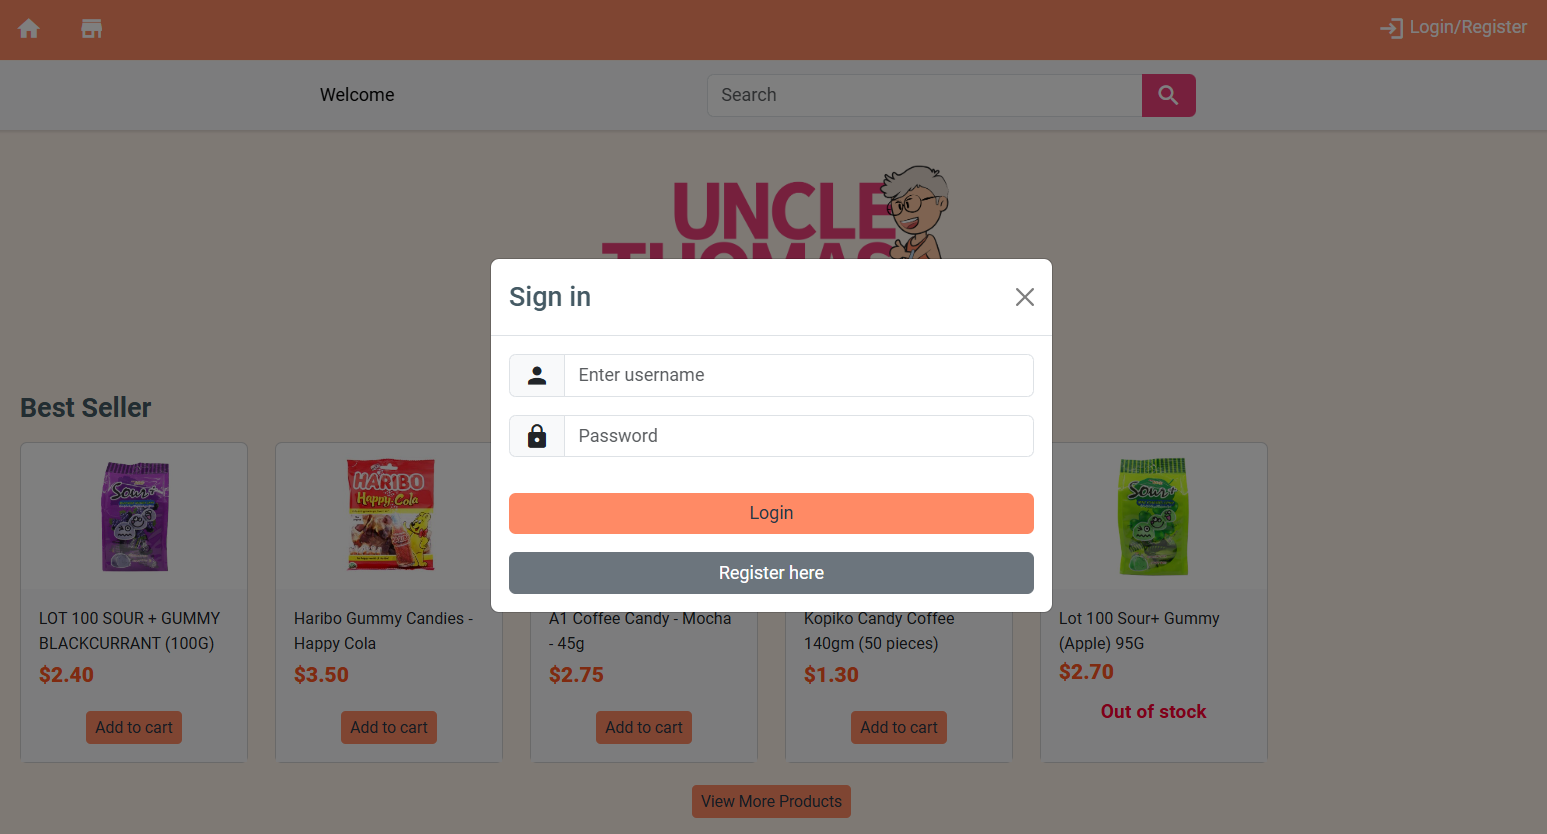 Login/Register
Welcome
Search
UNCLE
THOMAS
Sign in
Enter username
Password
Login
Register here
Best Seller
Sour+
HARIBO
Happy-Cola
Sour+
LOT 100 SOUR + GUMMY
BLACKCURRANT (100G)
$2.40
Add to cart
Haribo Gummy Candies -
Happy Cola
$3.50
Add to cart
A1 Coffee Candy - Mocha
- 45g
$2.75
Add to cart
Kopiko Candy Coffee
140gm (50 pieces)
$1.30
Add to cart
Lot 100 Sour+ Gummy
(Apple) 95G
$2.70
Out of stock
View More Products